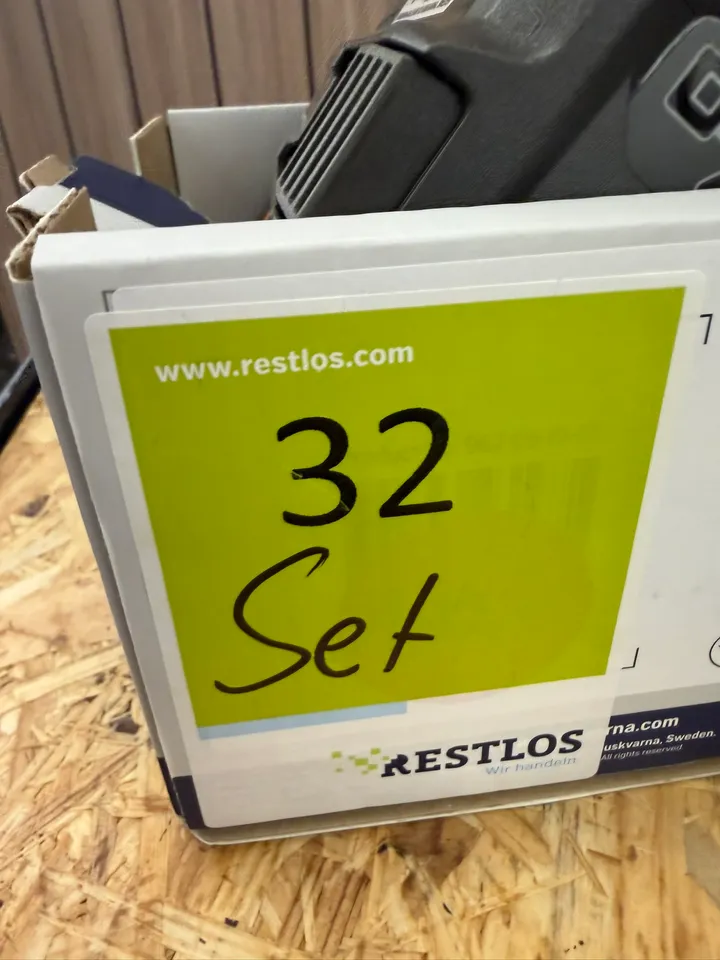 www.restlos.com
32
Set
RESTLOS
Wir handeln
rna.com
uskvarna, Sweden.
All rights reserved